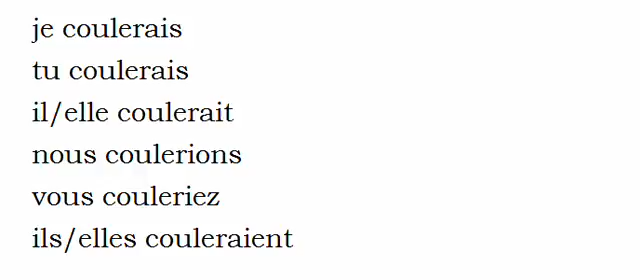 je coulerais
tu coulerais
il/elle coulerait
nous coulerions
vous couleriez
ils/elles couleraient